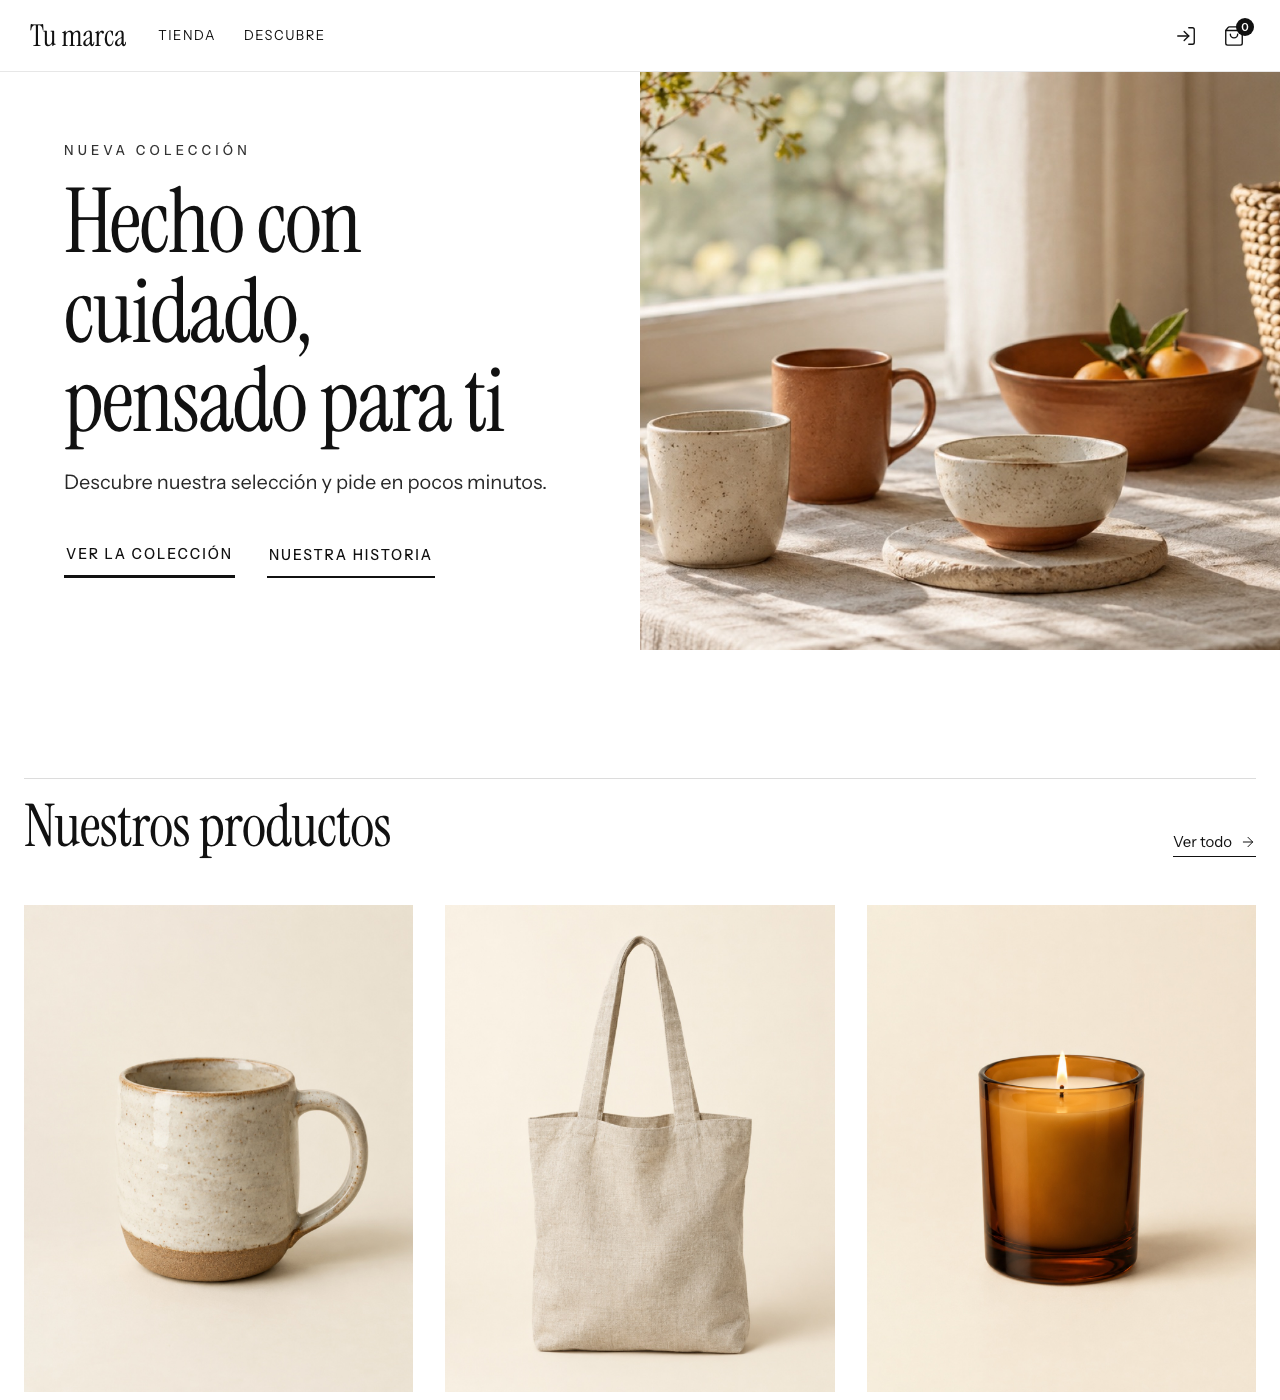 Tu marca
TIENDA
DESCUBRE
0
NUEVA COLECCIÓN
Hecho con
cuidado,
pensado para ti
Descubre nuestra selección y pide en pocos minutos.
VER LA COLECCIÓN
NUESTRA HISTORIA
Nuestros productos
Ver todo